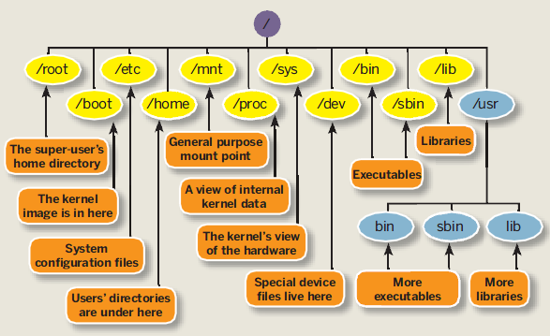 /
/root
/etc
/mnt
/sys
/bin
/lib
/boot
/home
/proc
/dev
/sbin
/usr
The super-user's
home directory
General purpose
mount point
Libraries
Executables
The kernel
image is in here
A view of internal
kernel data
System
configuration files
The kernel's view
of the hardware
bin
sbin
lib
Users' directories
are under here
Special device
files live here
More
executables
More
libraries